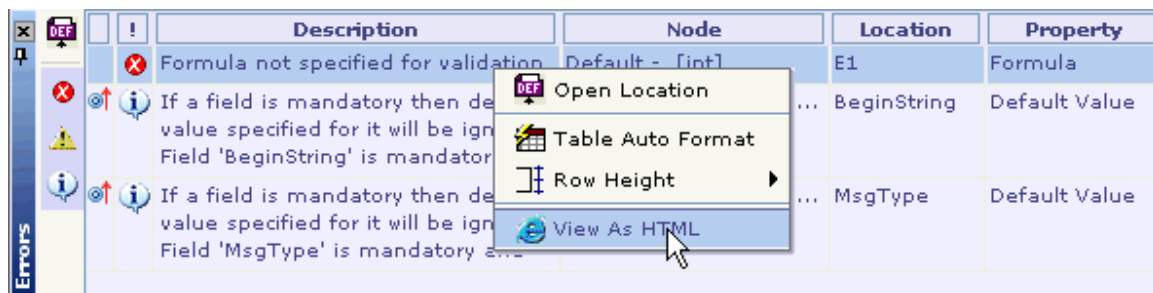 DEF
! Description Node Location Property
Formula not specified for validation Default - [int] E1 Formula
DEF Open Location
If a field is mandatory then de ... BeginString Default Value
value specified for it will be ign
Table Auto Format
Field 'BeginString' is mandator
Row Height
If a field is mandatory then de ... MsgType Default Value
value specified for it will be ign
View As HTML
Field 'MsgType' is mandatory
Errors